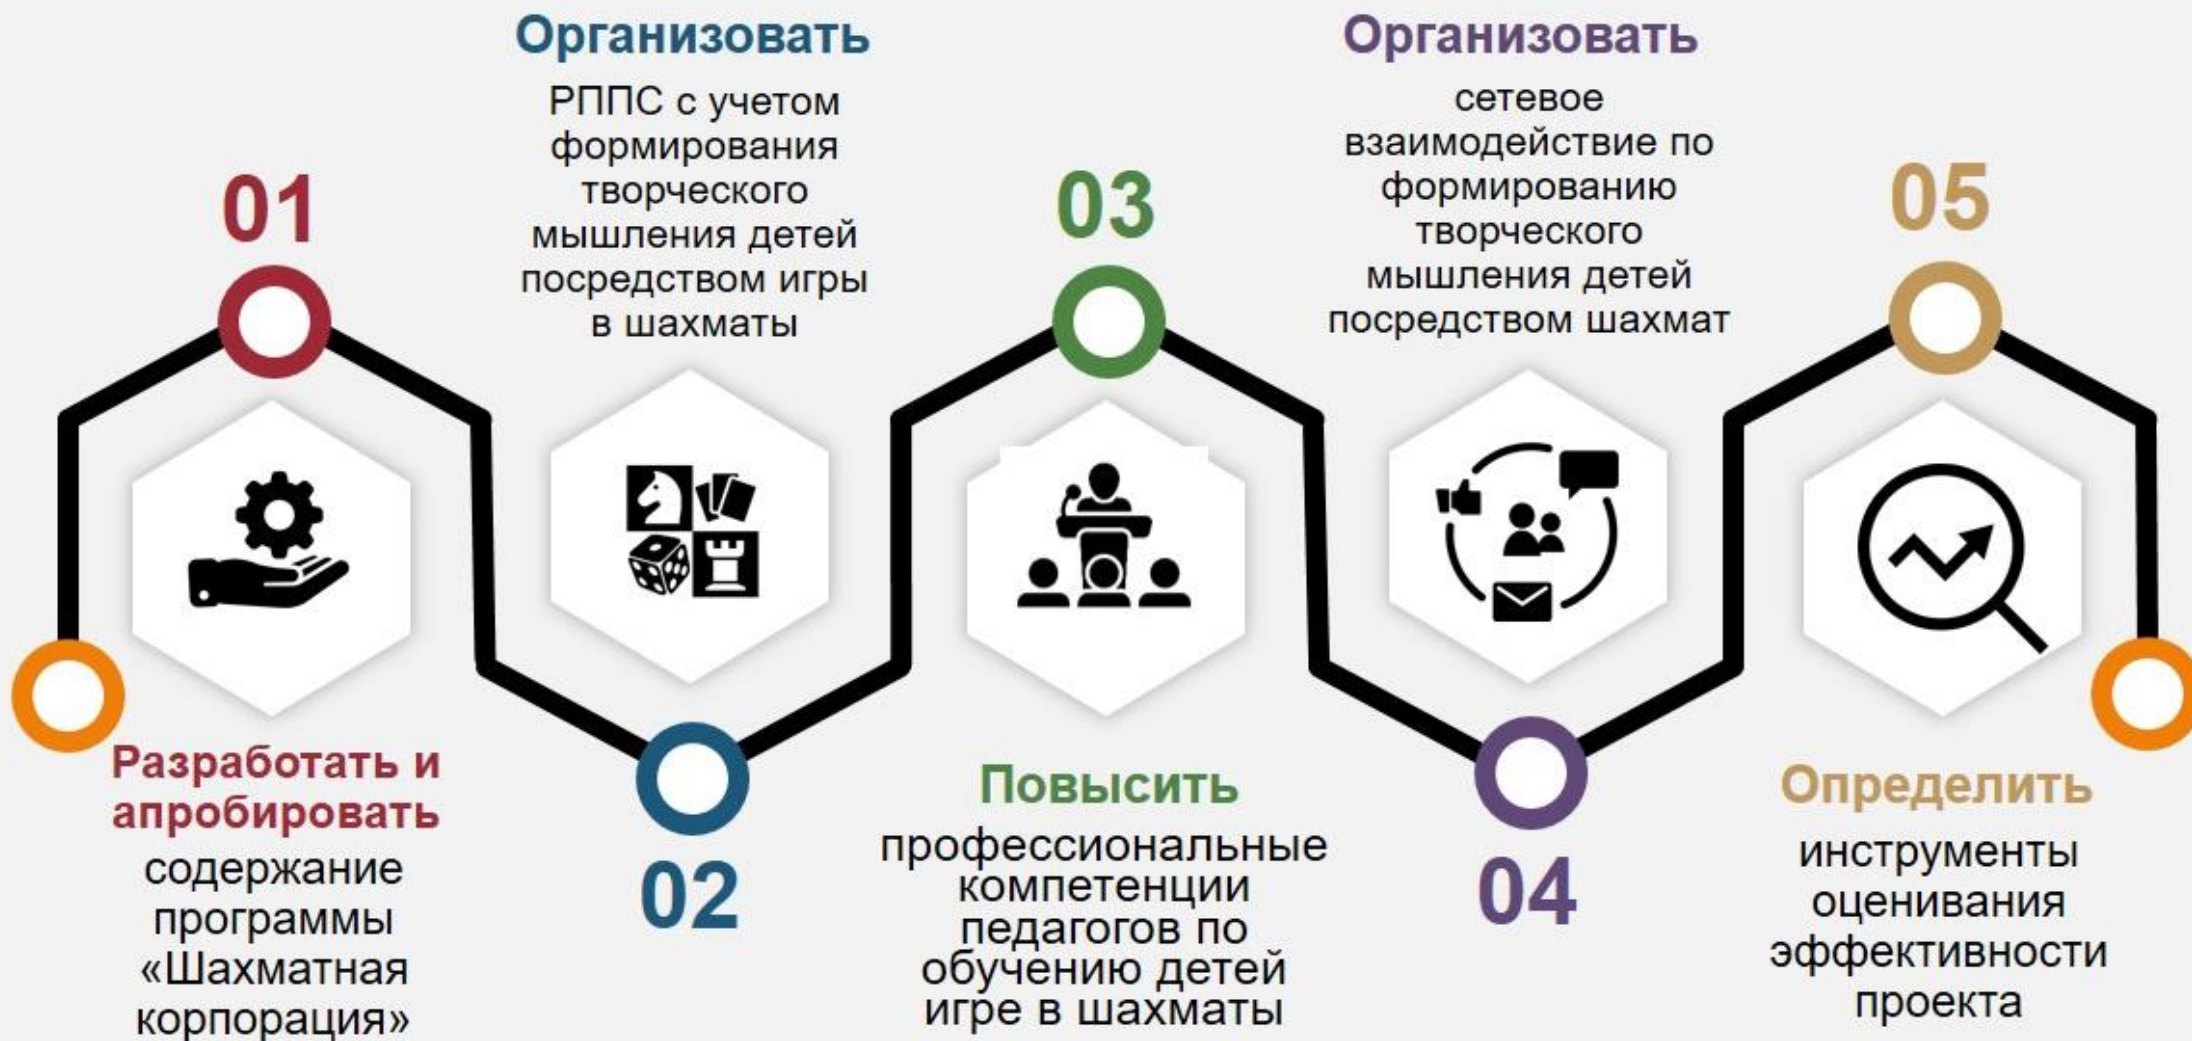 01
Разработать и
апробировать
содержание
программы
«Шахматная
корпорация»
Организовать
РППС с учетом
формирования
творческого
мышления детей
посредством игры
в шахматы
02
03
Повысить
профессиональные
компетенции
педагогов по
обучению детей
игре в шахматы
Организовать
сетевое
взаимодействие по
формированию
творческого
мышления детей
посредством шахмат
04
05
Определить
инструменты
оценивания
эффективности
проекта